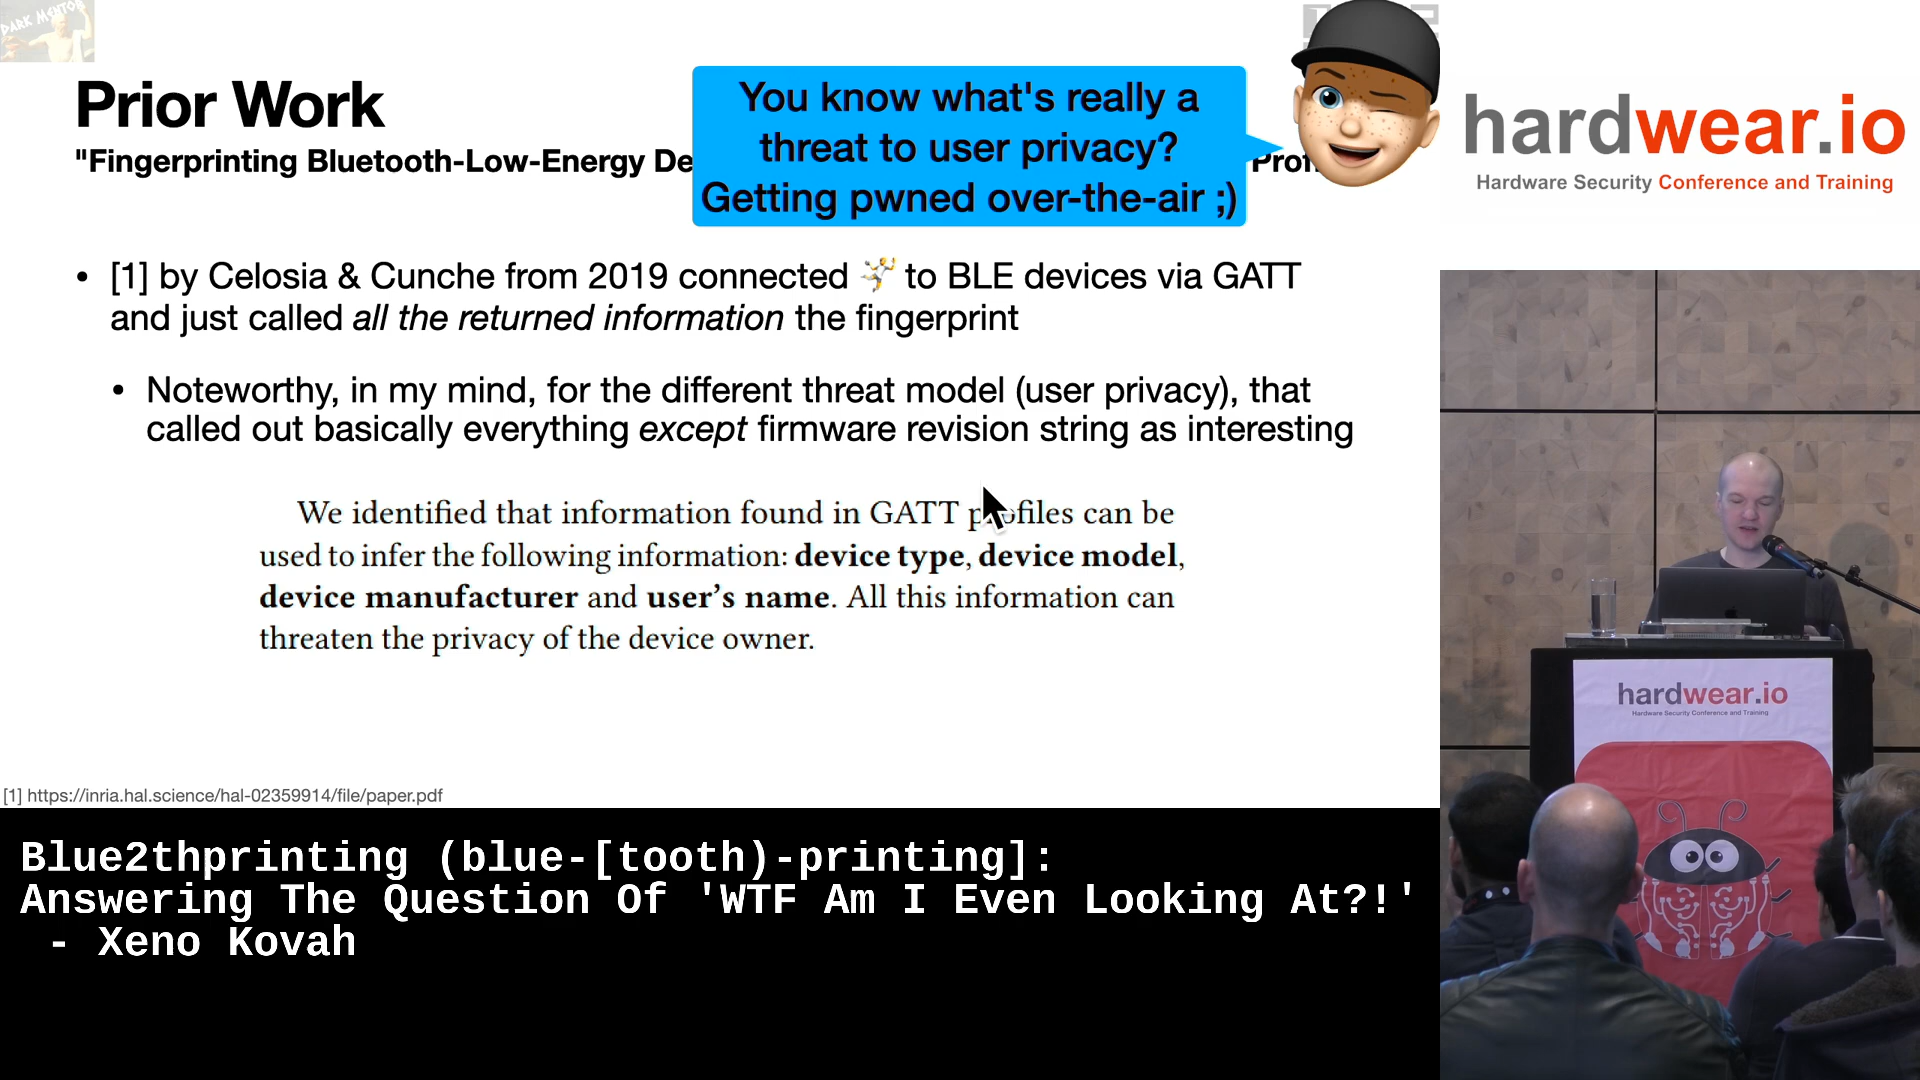 DARK MENTOR
Prior Work
"Fingerprinting Bluetooth-Low-Energy De
You know what's really a
threat to user privacy?
Getting pwned over-the-air ;)
hardwear.io
Hardware Security Conference and Training
• [1] by Celosia & Cunche from 2019 connected 🤾 to BLE devices via GATT
and just called all the returned information the fingerprint
• Noteworthy, in my mind, for the different threat model (user privacy), that
called out basically everything except firmware revision string as interesting
We identified that information found in GATT profiles can be
used to infer the following information: device type, device model,
device manufacturer and user's name. All this information can
threaten the privacy of the device owner.
[1] https://inria.hal.science/hal-02359914/file/paper.pdf
hardwear.io
Hardware Security Conference and Training
Blue2thprinting (blue-[tooth)-printing]:
Answering The Question Of 'WTF Am I Even Looking At?!'
- Xeno Kovah